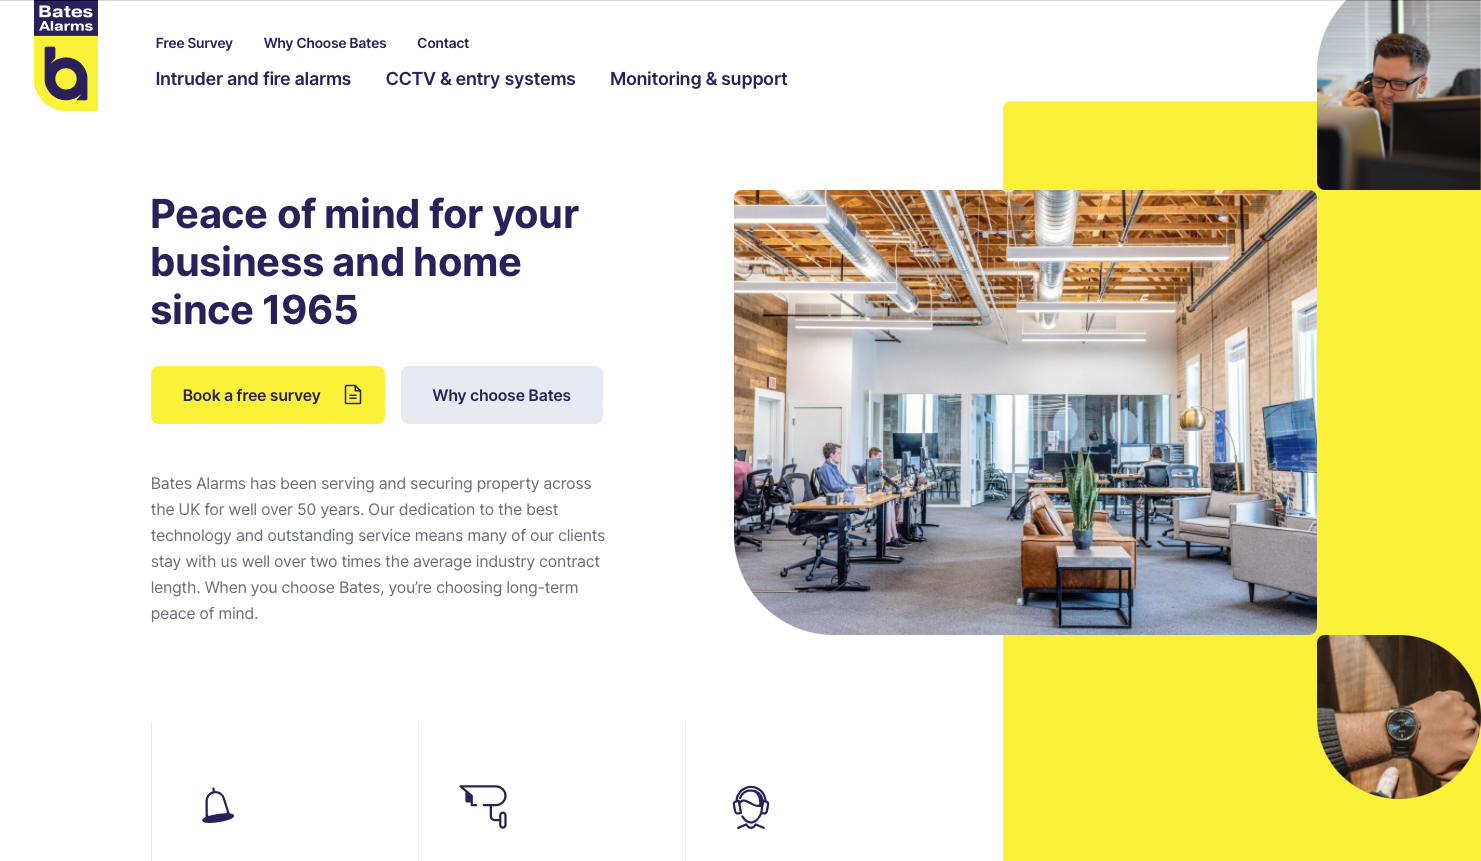 Bates
Alarms
b
Free Survey Why Choose Bates Contact
Intruder and fire alarms CCTV & entry systems Monitoring & support
Peace of mind for your
business and home
since 1965
Book a free survey Why choose Bates
Bates Alarms has been serving and securing property across
the UK for well over 50 years. Our dedication to the best
technology and outstanding service means many of our clients
stay with us well over two times the average industry contract
length. When you choose Bates, you’re choosing long-term
peace of mind.